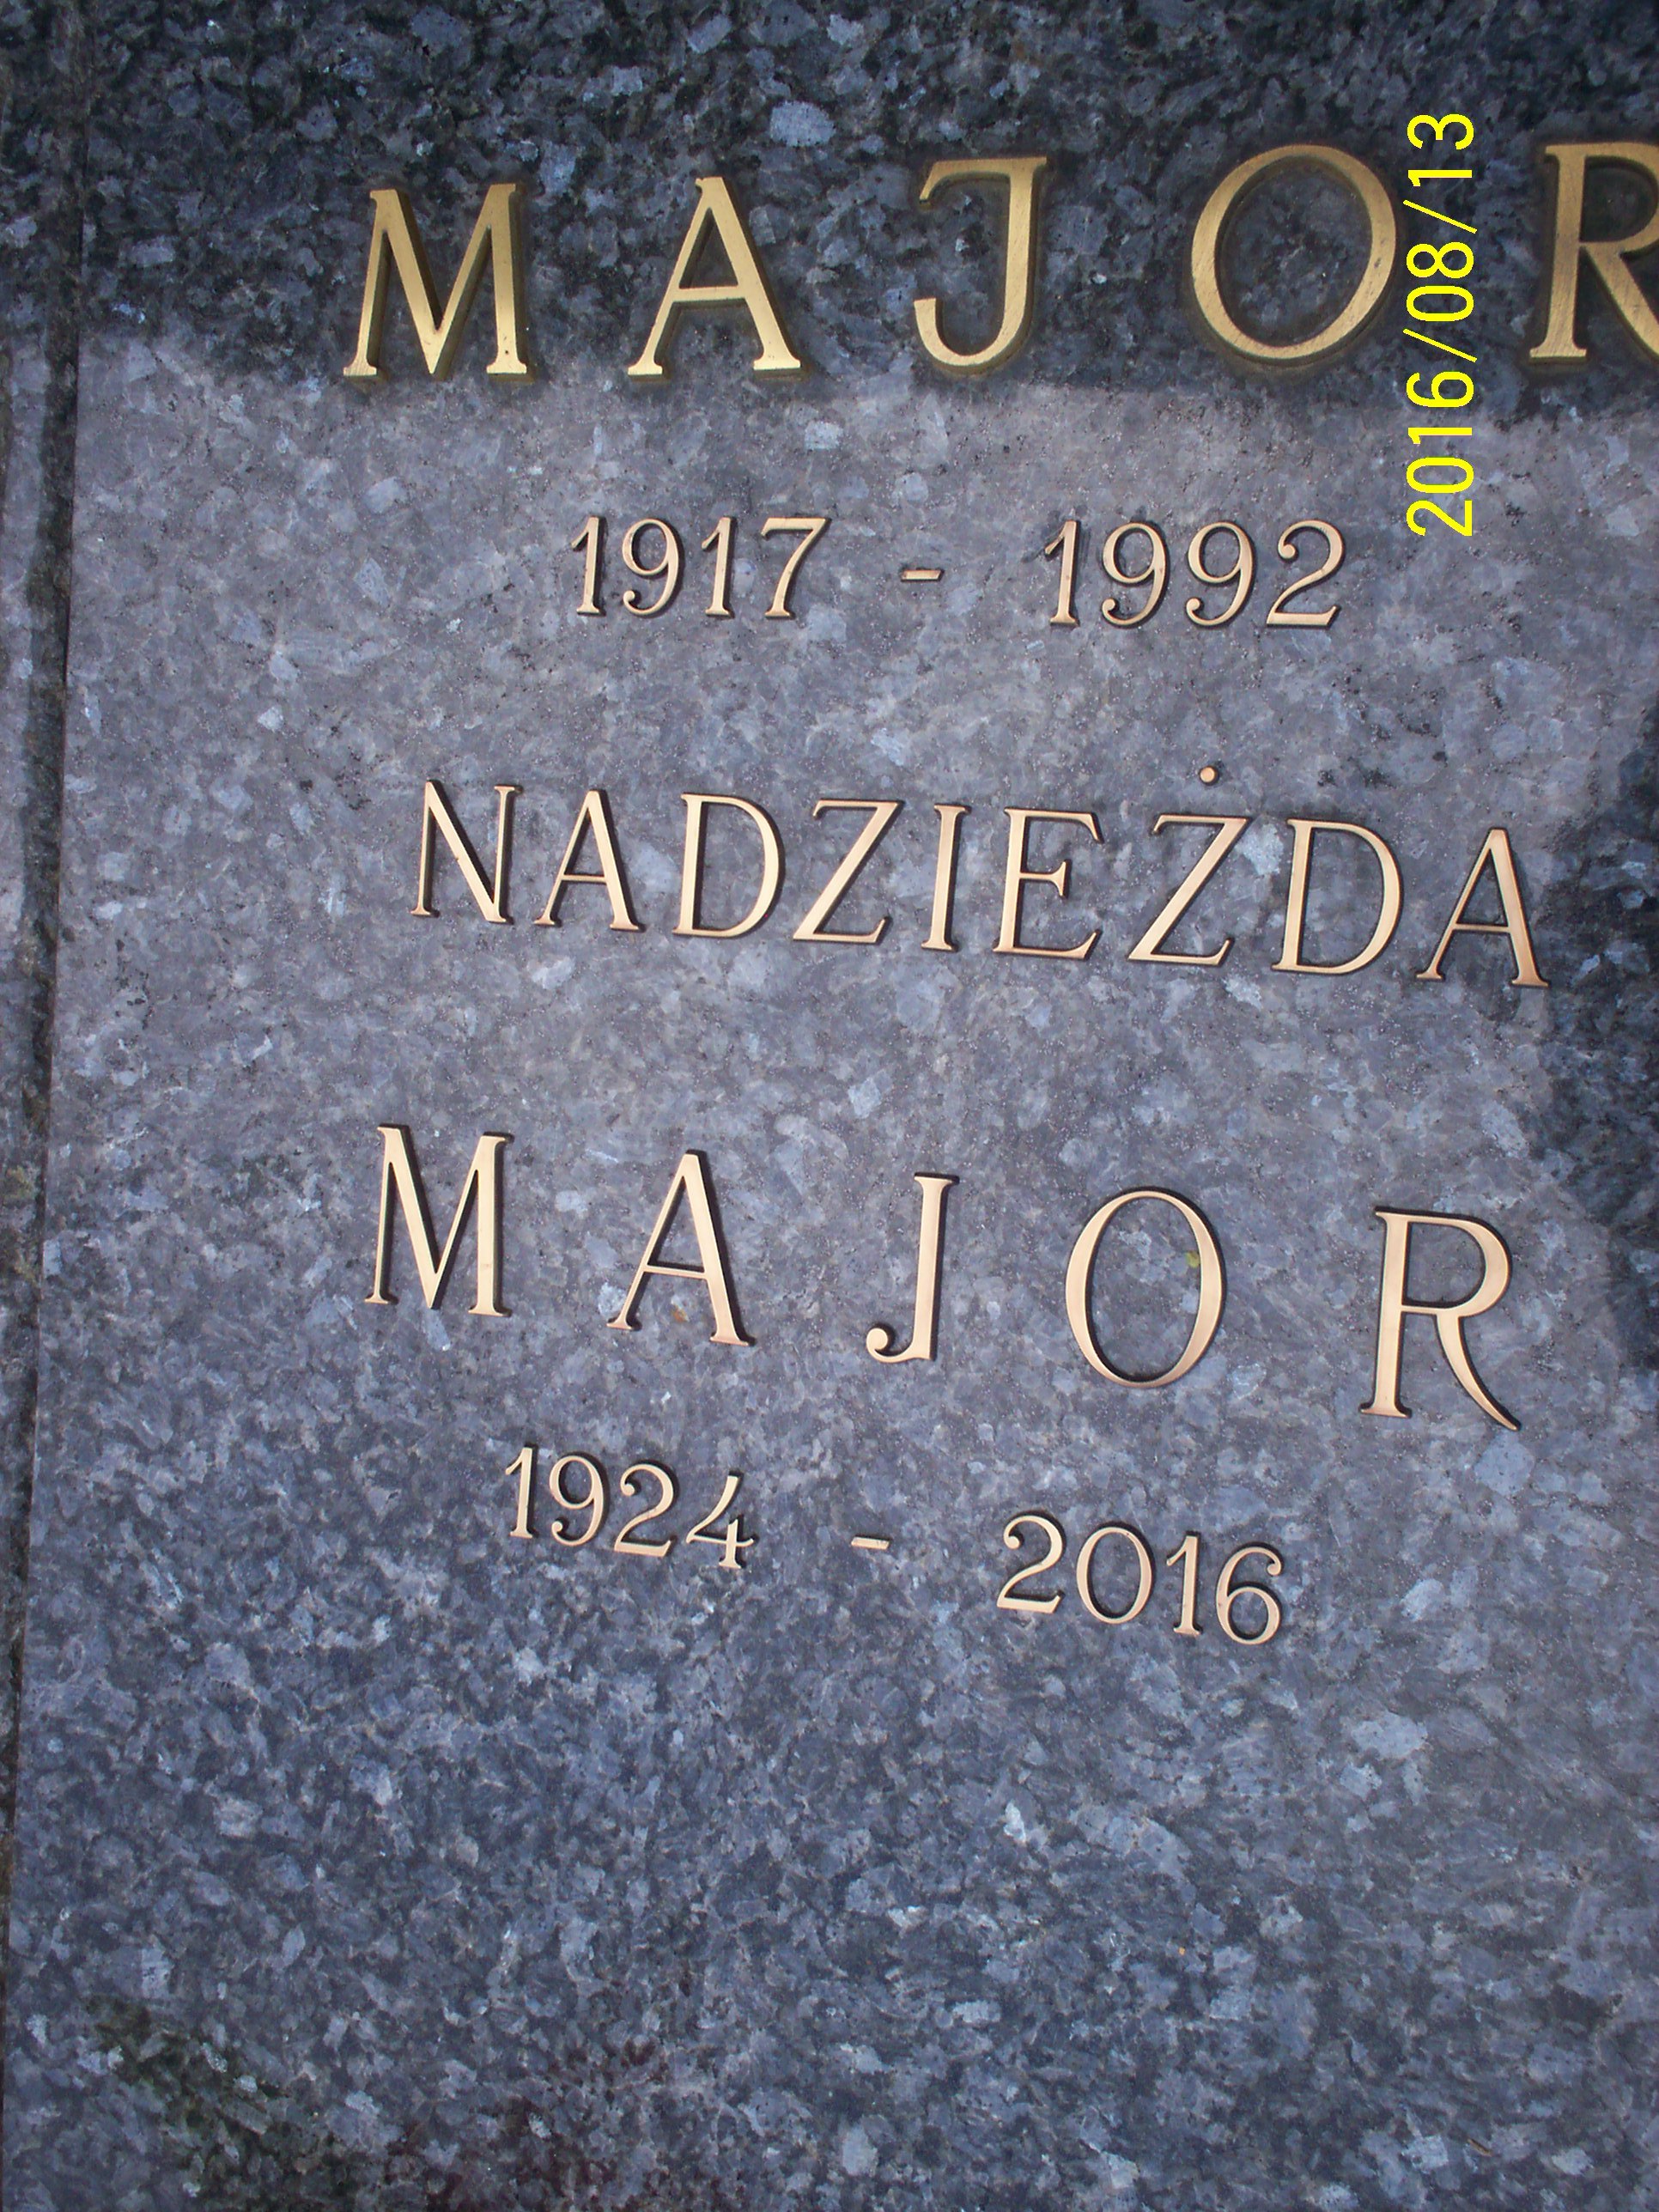 MAJOR
1917 - 1992
NADZIEŻDA
MAJOR
1924 - 2016
2016/08/13